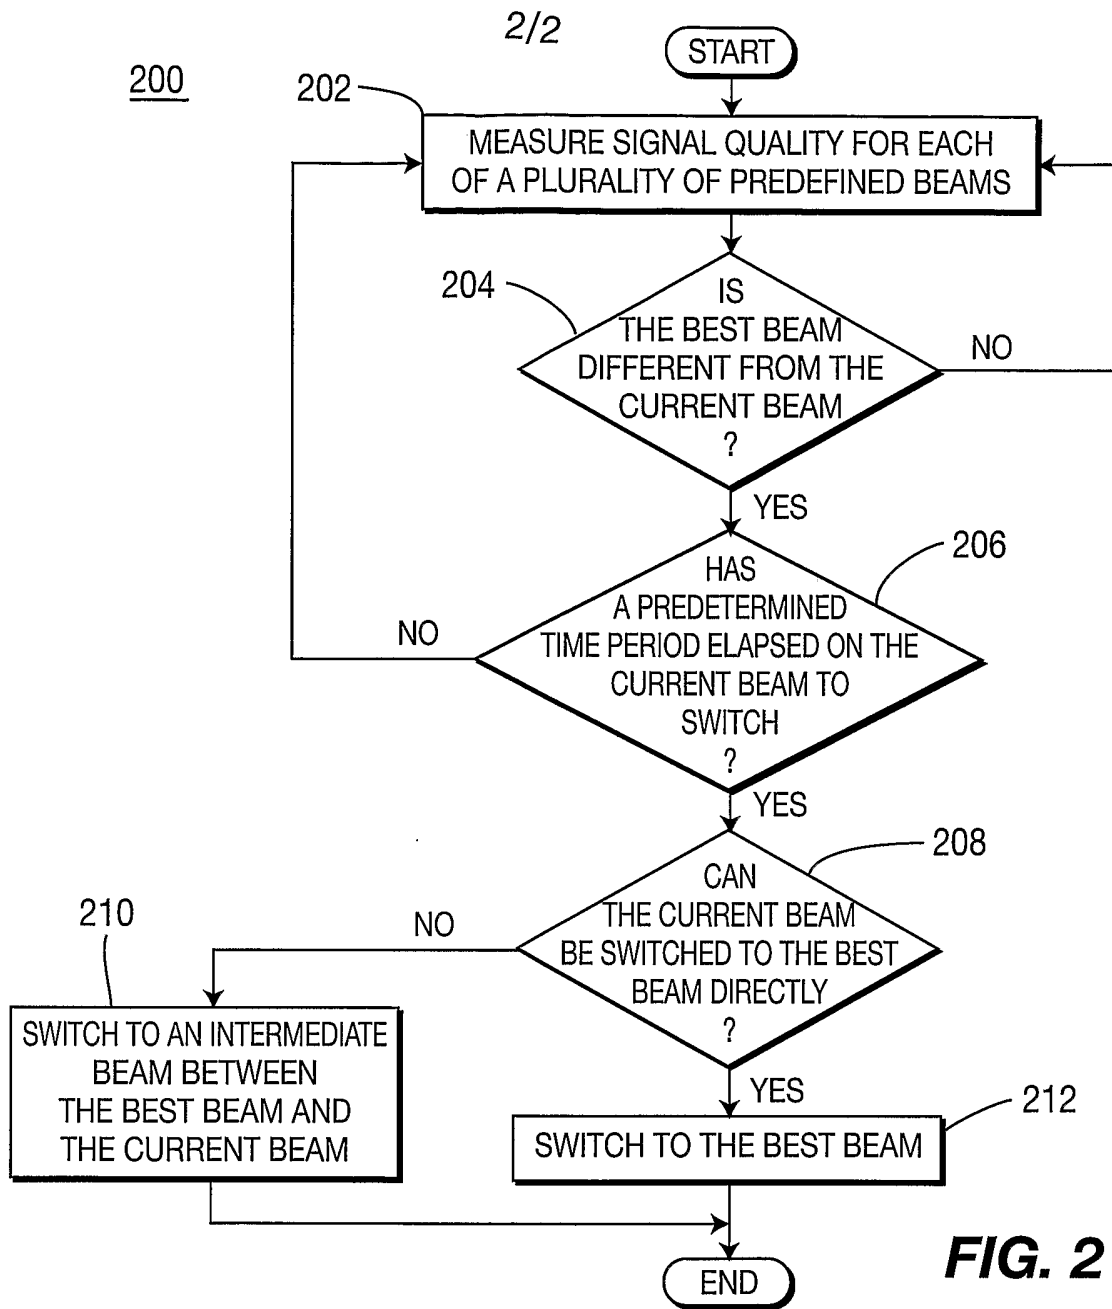 2/2
200
START
202
MEASURE SIGNAL QUALITY FOR EACH
OF A PLURALITY OF PREDEFINED BEAMS
204
IS
THE BEST BEAM
DIFFERENT FROM THE
CURRENT BEAM
?
NO
YES
206
HAS
A PREDETERMINED
TIME PERIOD ELAPSED ON THE
CURRENT BEAM TO
SWITCH
?
NO
YES
208
CAN
THE CURRENT BEAM
BE SWITCHED TO THE BEST
BEAM DIRECTLY
?
NO
210
SWITCH TO AN INTERMEDIATE
BEAM BETWEEN
THE BEST BEAM AND
THE CURRENT BEAM
YES
212
SWITCH TO THE BEST BEAM
END
FIG. 2